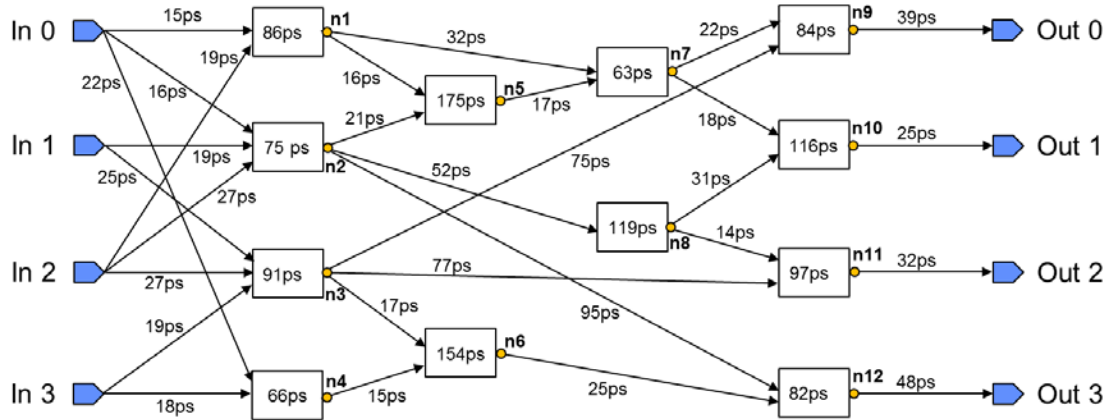 15ps
n1
n9
39ps
In 0
86ps
32ps
22ps
84ps
Out 0
19ps
n7
22ps
16ps
63ps
16ps
n5
175ps
17ps
21ps
18ps
n10
25ps
In 1
19ps
75 ps
116ps
Out 1
25ps
n2
75ps
52ps
31ps
27ps
119ps
14ps
n8
n11
In 2
91ps
77ps
97ps
32ps
Out 2
27ps
n3
17ps
19ps
95ps
n6
154ps
n4
n12
In 3
66ps
15ps
25ps
82ps
48ps
Out 3
18ps